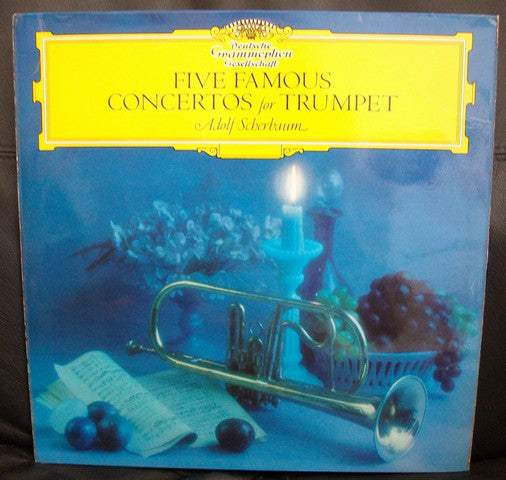 Deutsche
Grammophon
Gesellschaft
FIVE FAMOUS
CONCERTOS for TRUMPET
Adolf Scherbaum